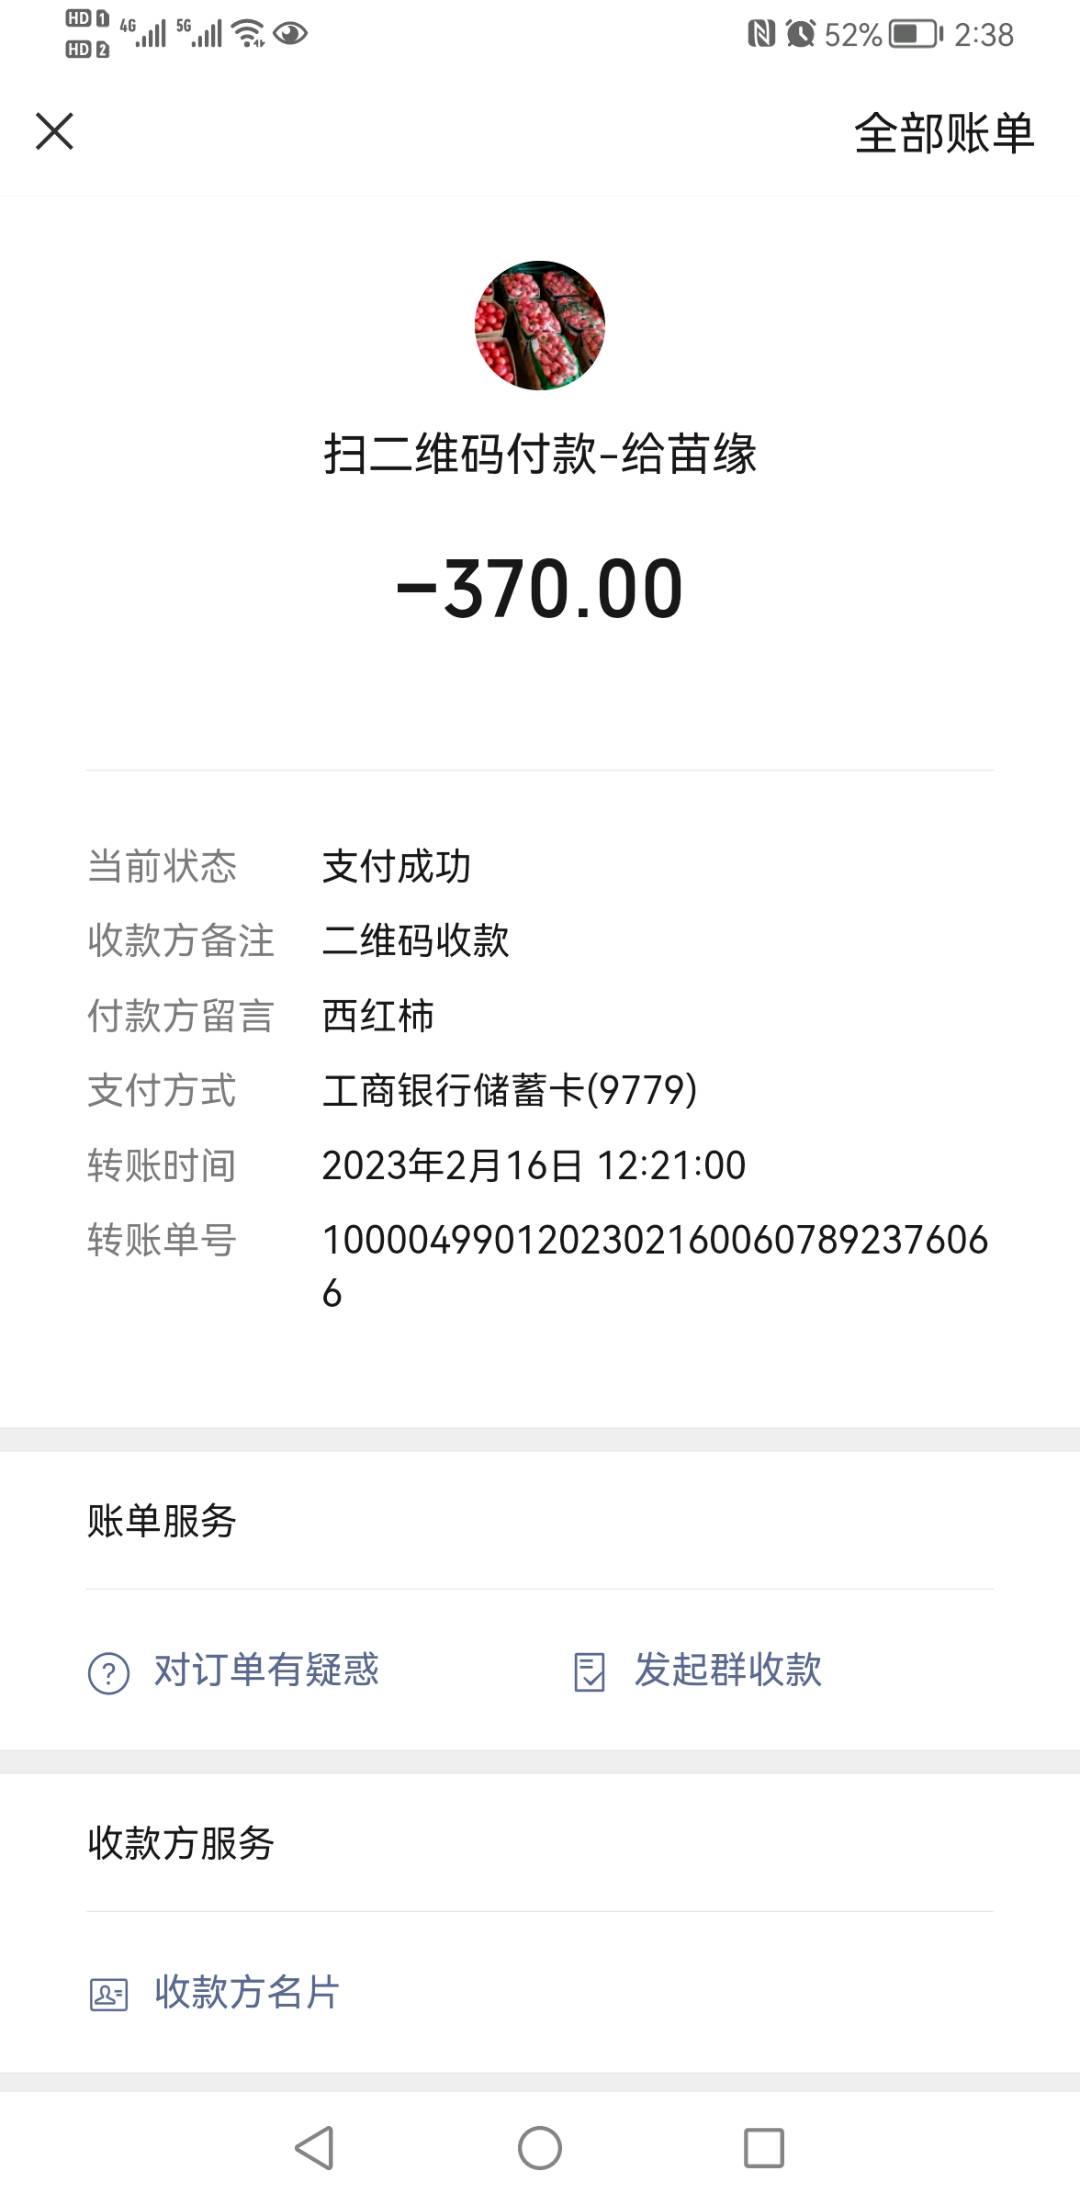 HD 1 4G 5G 52% 2:38
HD 2
全部账单
扫二维码付款-给苗缘
-370.00
当前状态 支付成功
收款方备注 二维码收款
付款方留言 西红柿
支付方式 工商银行储蓄卡(9779)
转账时间 2023年2月16日 12:21:00
转账单号 1000049901202302160060789237606
6
账单服务
对订单有疑惑 发起群收款
收款方服务
收款方名片